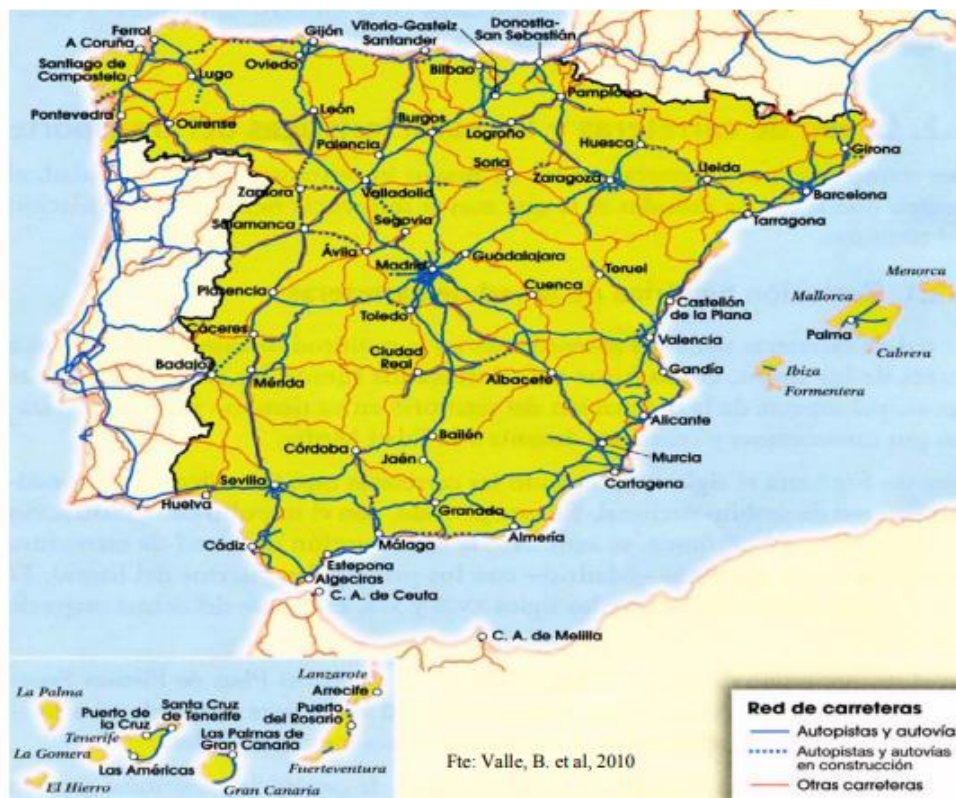 Ferrol
A Coruña
Santiago de
Compostela
Pontevedra
Lugo
Ourense
Gijón
Oviedo
Vitoria-Gasteiz
Santander
Bilbao
Donostia-
San Sebastián
Pamplona
León
Burgos
Logroño
Palencia
Huesca
Girona
Soria
Zaragoza
Lleida
Barcelona
Zamora
Valladolid
Tarragona
Salamanca
Segovia
Ávila
Madrid
Guadalajara
Teruel
Plasencia
Cuenca
Toledo
Castellón
de la Plana
Menorca
Mallorca
Palma
Cabrera
Cáceres
Valencia
Ciudad
Real
Badajoz
Mérida
Albacete
Gandía
Ibiza
Formentera
Alicante
Bailén
Córdoba
Jaén
Murcia
Cartagena
Sevilla
Huelva
Granada
Almería
Cádiz
Málaga
Estepona
Algeciras
C. A. de Ceuta
C. A. de Melilla
La Palma
Puerto de
la Cruz
Santa Cruz
de Tenerife
Tenerife
La Gomera
Las Américas
El Hierro
Las Palmas de
Gran Canaria
Gran Canaria
Lanzarote
Arrecife
Puerto
del Rosario
Fuerteventura
Fte: Valle, B. et al, 2010
Red de carreteras
Autopistas y autovía
Autopistas y autovías
en construcción
Otras carreteras